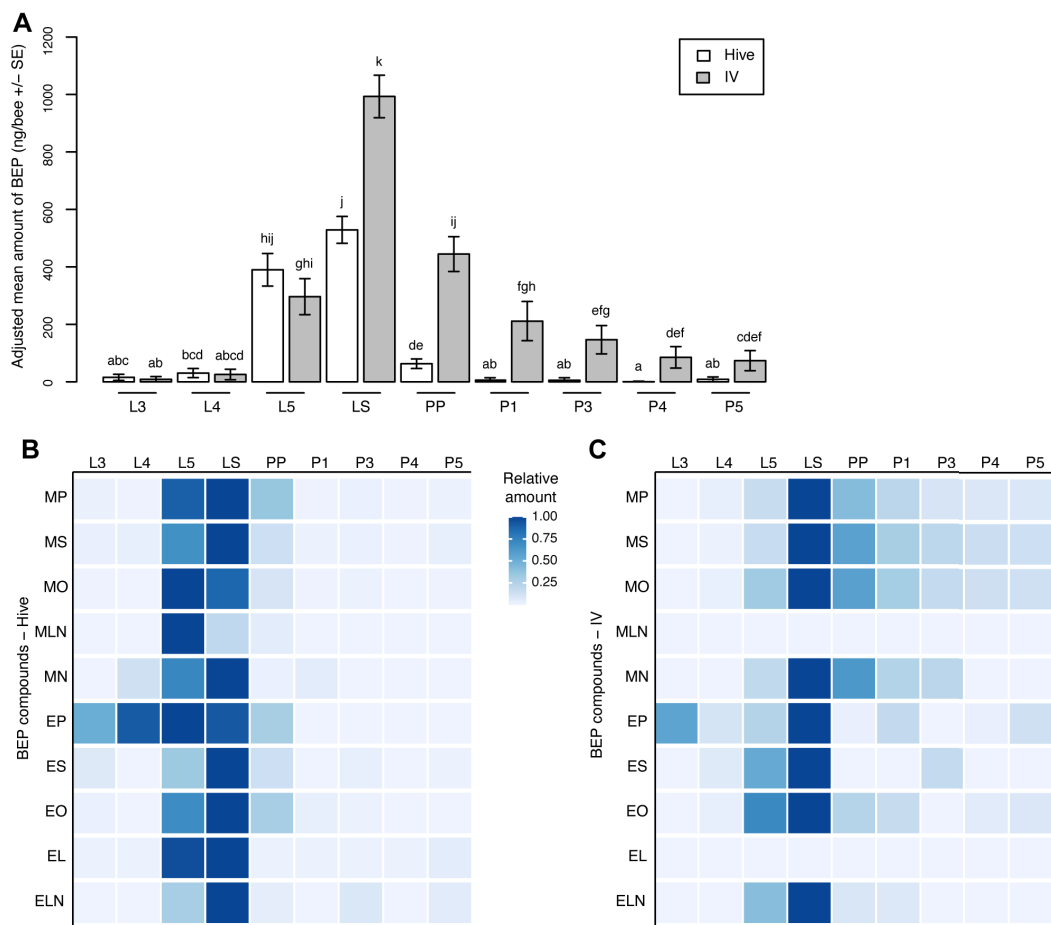 A
Adjusted mean amount of BEP (ng/bee +/− SE)
1200
1000
800
600
400
200
0
Hive
IV
abc ab bcd abcd hij ghi j k de ij ab fgh ab efg a def ab cdef
L3 L4 L5 LS PP P1 P3 P4 P5
B
L3 L4 L5 LS PP P1 P3 P4 P5
BEP compounds – Hive
MP
MS
MO
MLN
MN
EP
ES
EO
EL
ELN
Relative
amount
1.00
0.75
0.50
0.25
C
L3 L4 L5 LS PP P1 P3 P4 P5
BEP compounds – IV
MP
MS
MO
MLN
MN
EP
ES
EO
EL
ELN